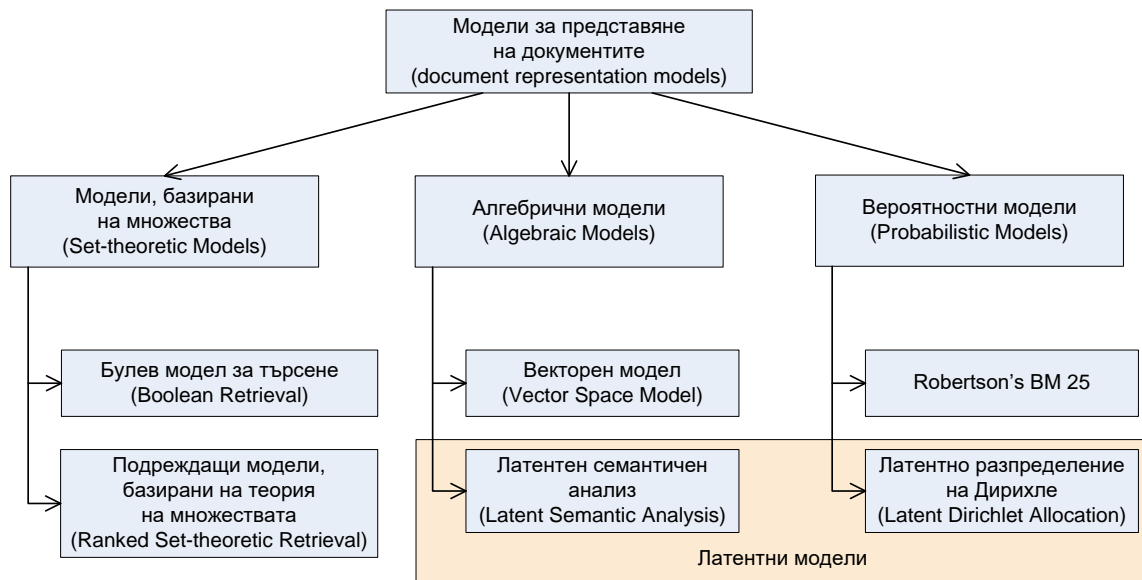 Модели за представяне
на документите
(document representation models)
Модели, базирани
на множества
(Set-theoretic Models)
Алгебрични модели
(Algebraic Models)
Вероятностни модели
(Probabilistic Models)
Булев модел за търсене
(Boolean Retrieval)
Векторен модел
(Vector Space Model)
Robertson’s BM 25
Подреждащи модели,
базирани на теория
на множествата
(Ranked Set-theoretic Retrieval)
Латентен семантичен
анализ
(Latent Semantic Analysis)
Латентно разпределение
на Дирихле
(Latent Dirichlet Allocation)
Латентни модели